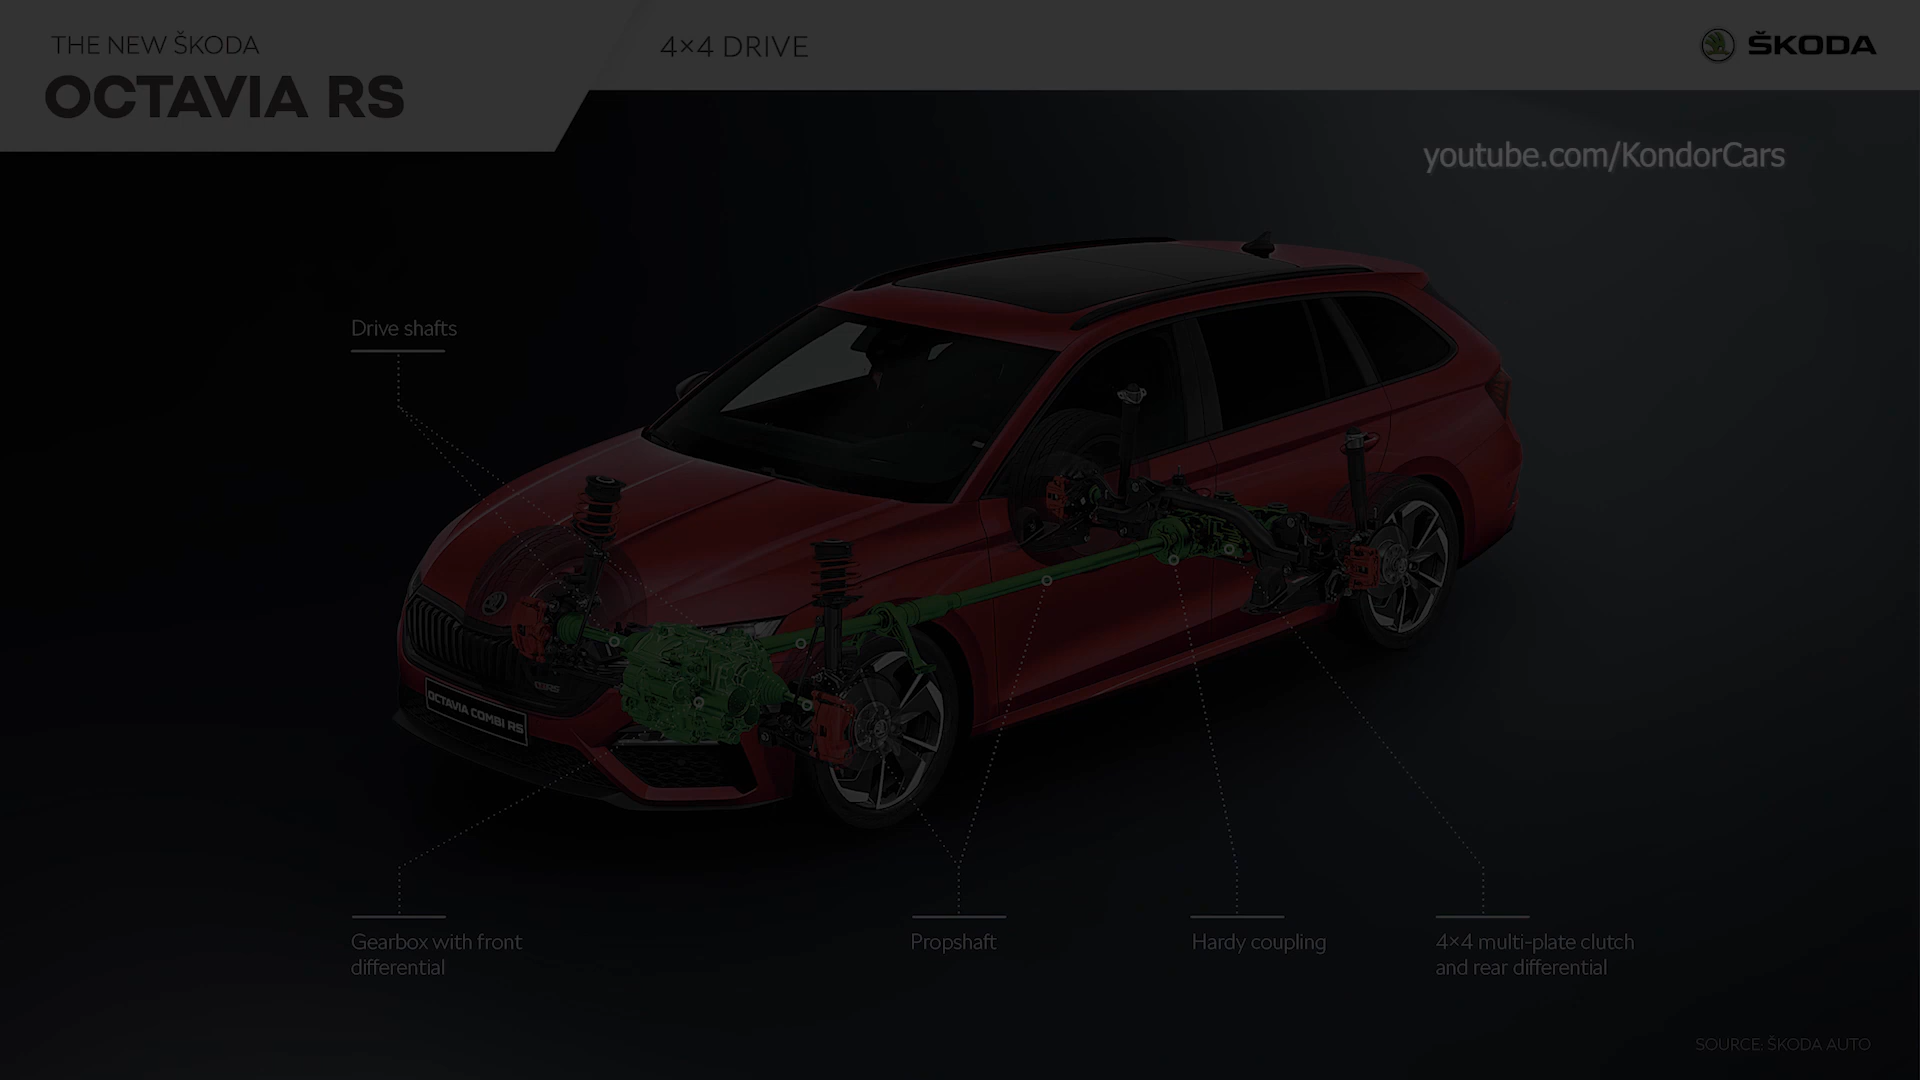 THE NEW ŠKODA
OCTAVIA RS
4×4 DRIVE
ŠKODA
youtube.com/KondorCars
Drive shafts
OCTAVIA COMBI RS
Gearbox with front
differential
Propshaft
Hardy coupling
4×4 multi-plate clutch
and rear differential
SOURCE: ŠKODA AUTO